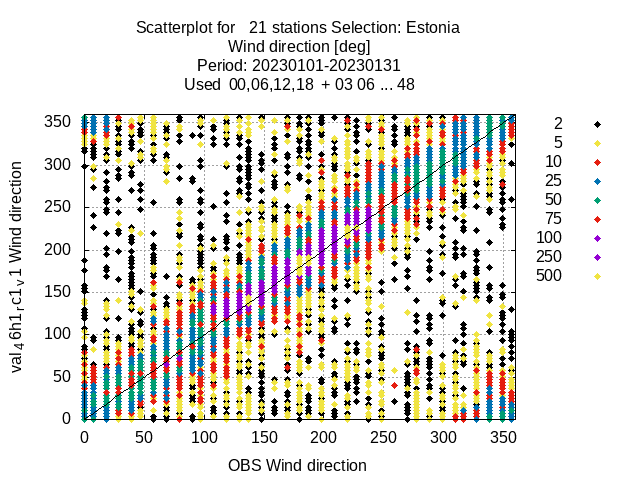 Scatterplot for 21 stations Selection: Estonia
Wind direction [deg]
Period: 20230101-20230131
Used 00,06,12,18 + 03 06 ... 48
val4 6h1rc1v1 Wind direction
350
300
250
200
150
100
50
0
0 50 100 150 200 250 300 350
OBS Wind direction
2
5
10
25
50
75
100
250
500